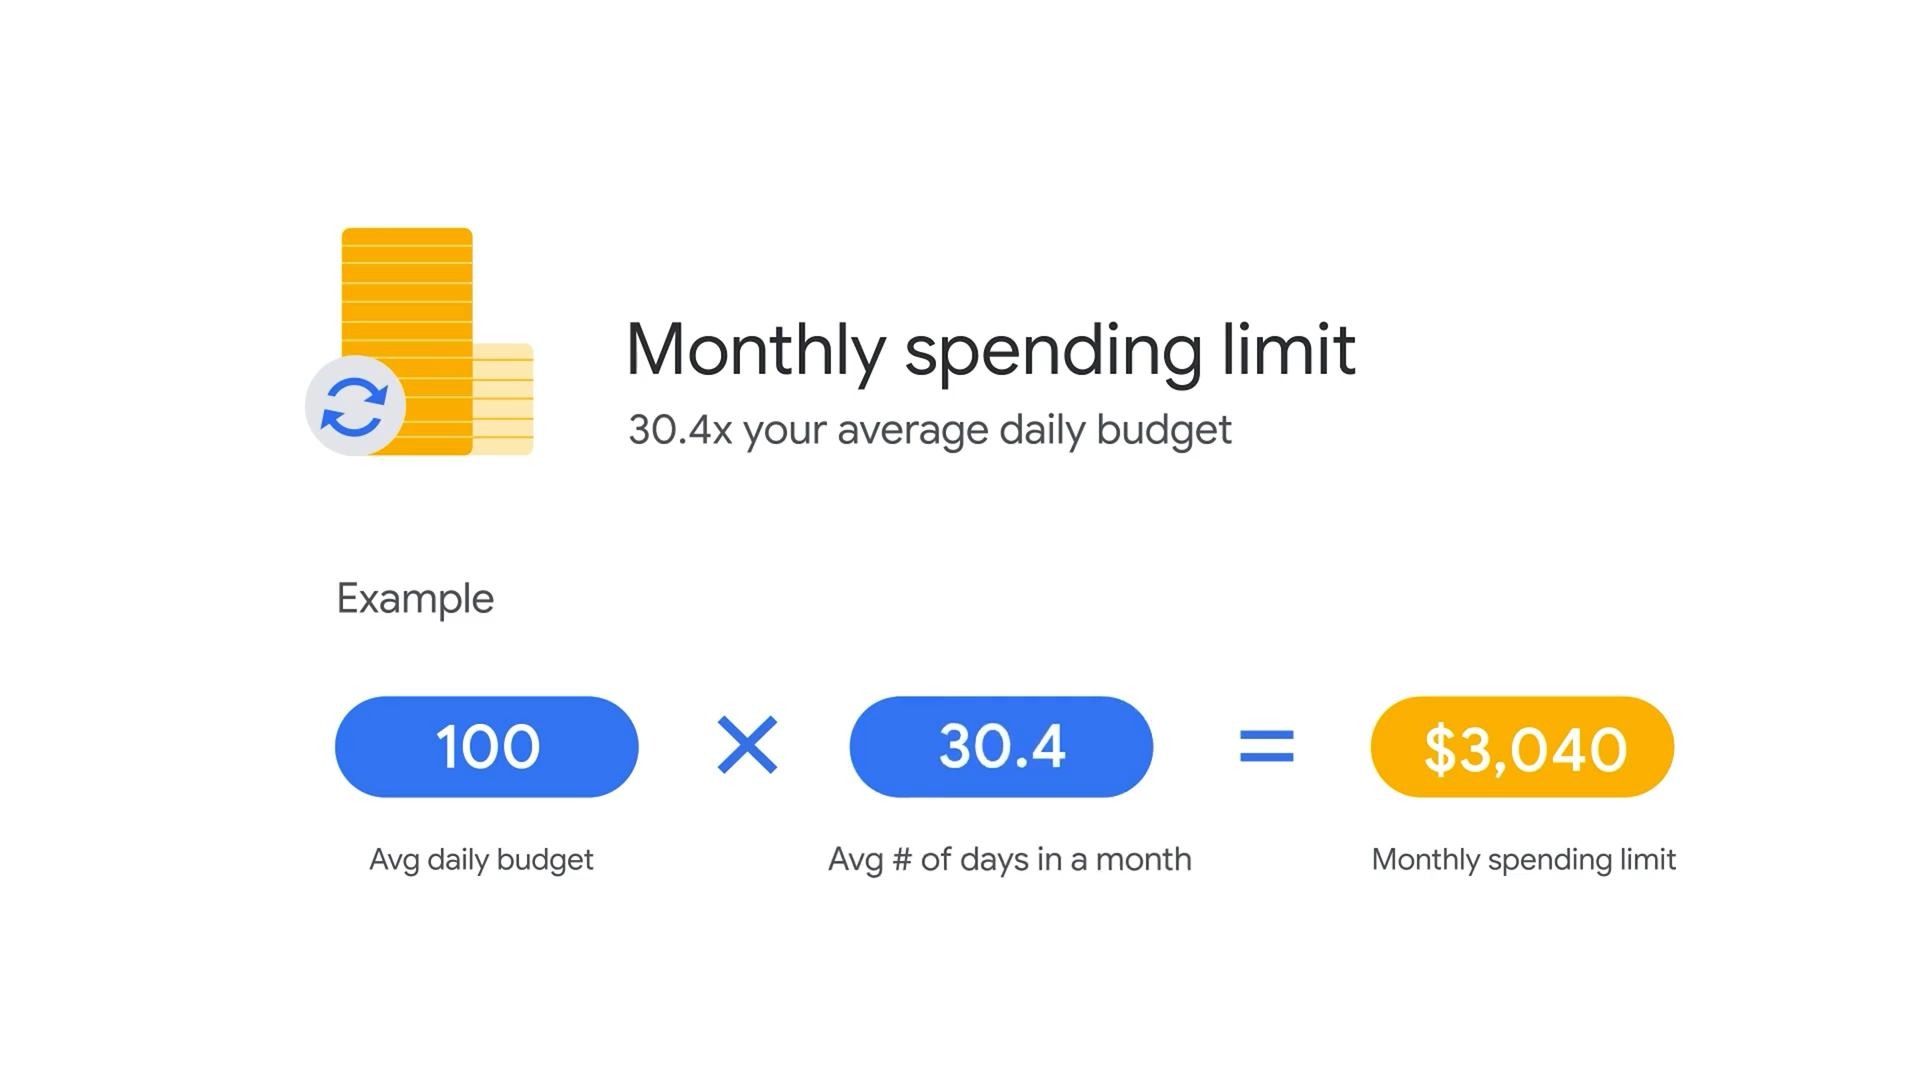 Monthly spending limit
30.4x your average daily budget
Example
100 × 30.4 = $3,040
Avg daily budget
Avg # of days in a month
Monthly spending limit